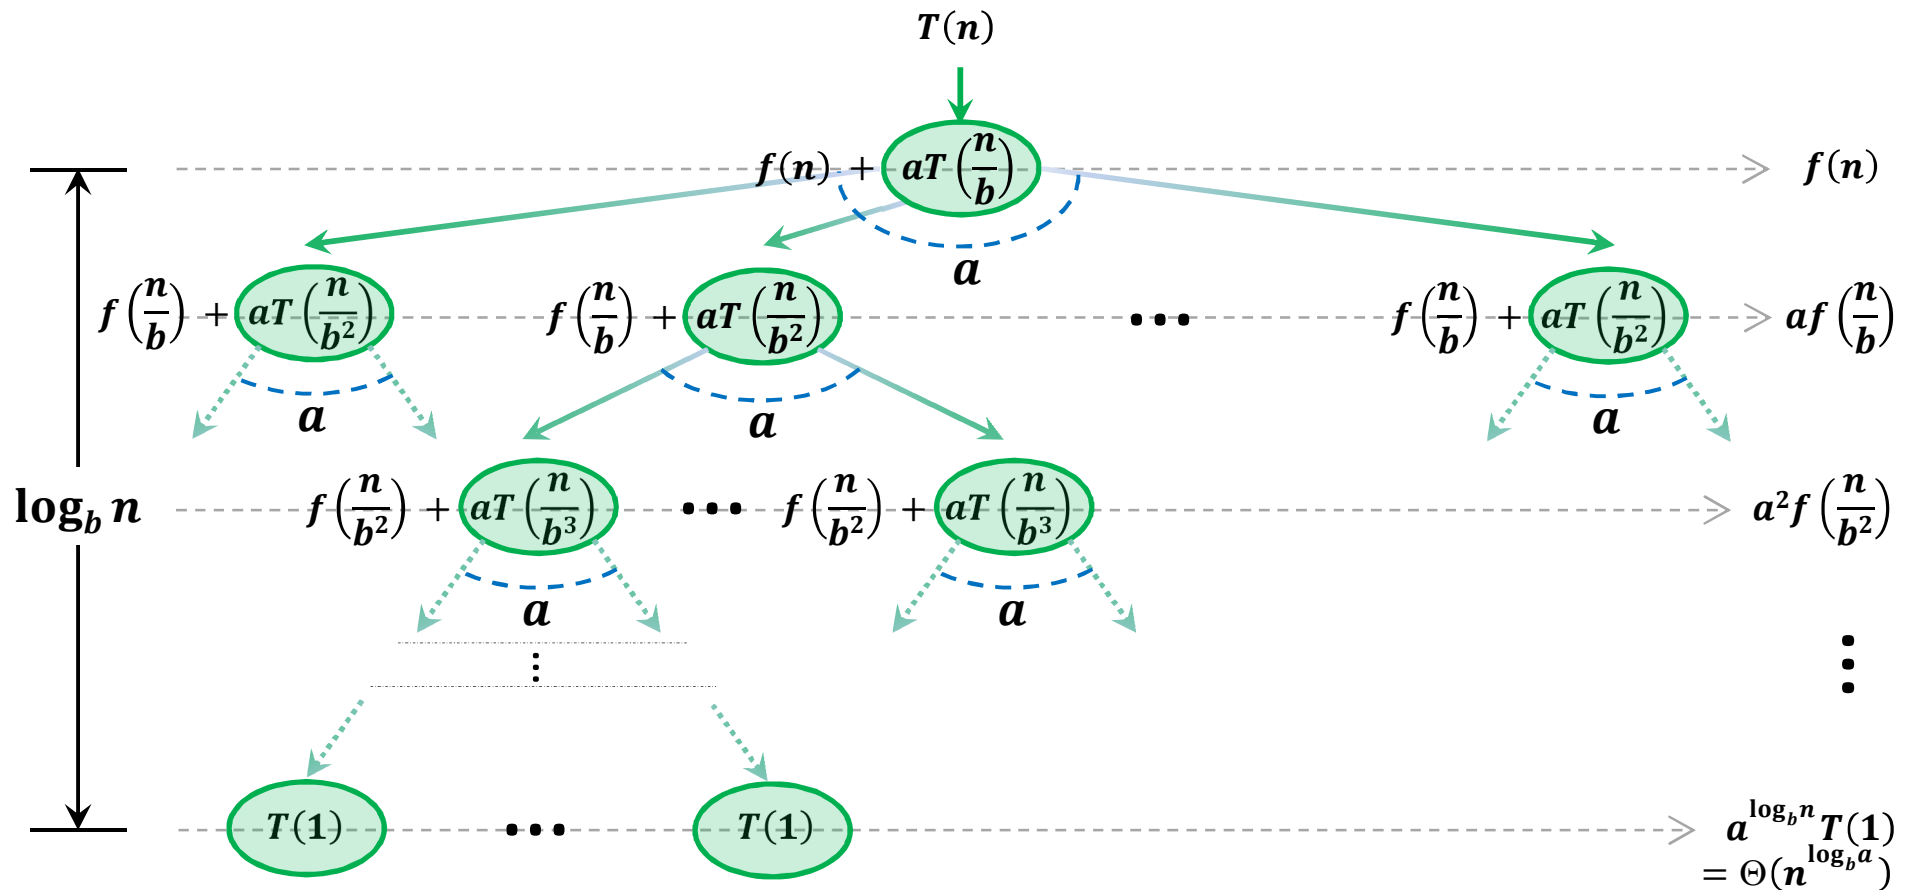 T(n)
f(n) + aT(n/b) f(n)
a
f(n/b) + aT(n/b²) f(n/b) + aT(n/b²) ... f(n/b) + aT(n/b²) af(n/b)
a a a
log_b n f(n/b²) + aT(n/b³) ... f(n/b²) + aT(n/b³) a²f(n/b²)
a a
⋮ ⋮
T(1) ... T(1) a^(log_b n) T(1)
= Θ(n^(log_b a))